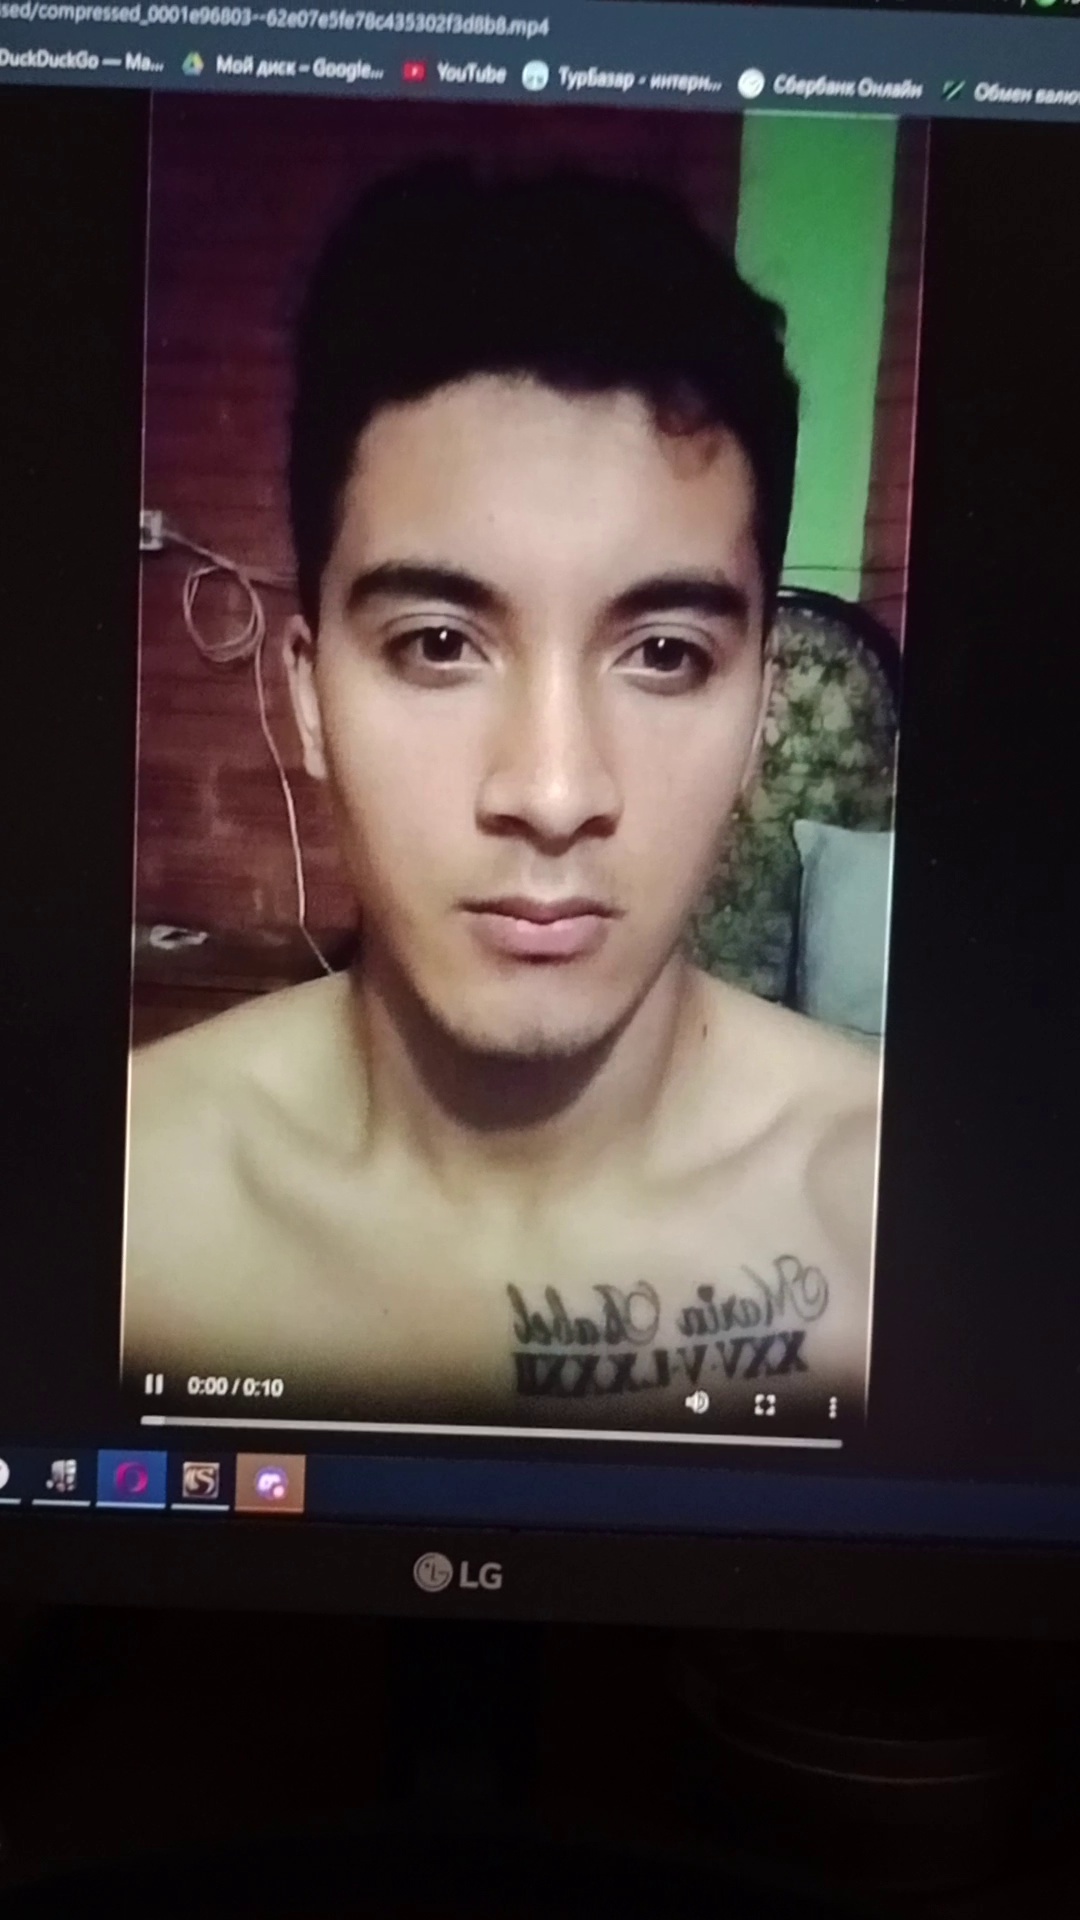 sed/compressed_0001e96803--62e07e5fe78c435302f3d8b8.mp4
DuckDuckGo — Ma...
Мой диск – Google...
YouTube
ТурБазар - интерн...
Сбербанк Онлайн
Обмен валю
Maria Isabel
XXV·V·LXXXII
0:00 / 0:10
LG